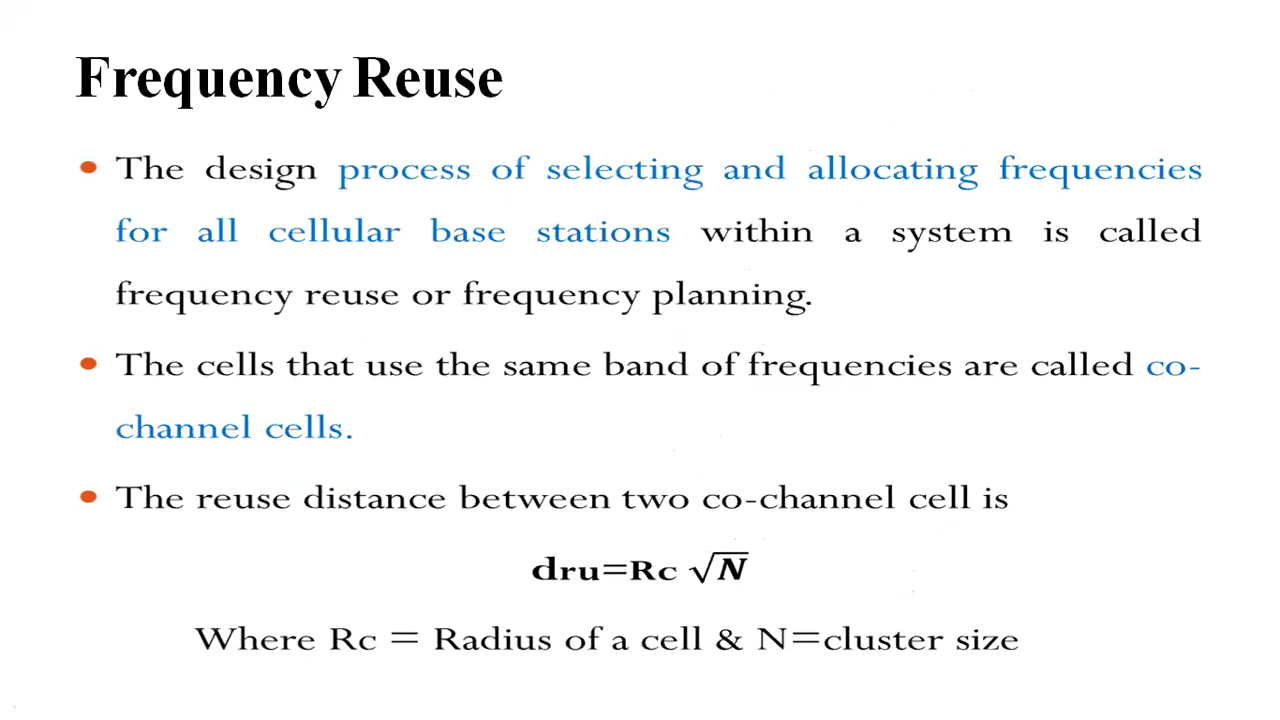 Frequency Reuse
• The design process of selecting and allocating frequencies
for all cellular base stations within a system is called
frequency reuse or frequency planning.
• The cells that use the same band of frequencies are called co-
channel cells.
• The reuse distance between two co-channel cell is
dru=Rc √N
Where Rc = Radius of a cell & N=cluster size